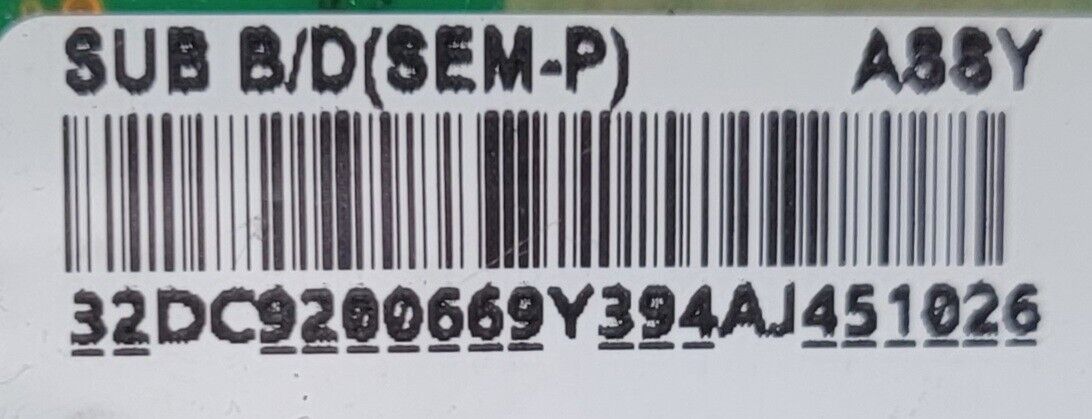 SUB B/D(SEM-P) ASSY
32DC9200669Y394AJ451026